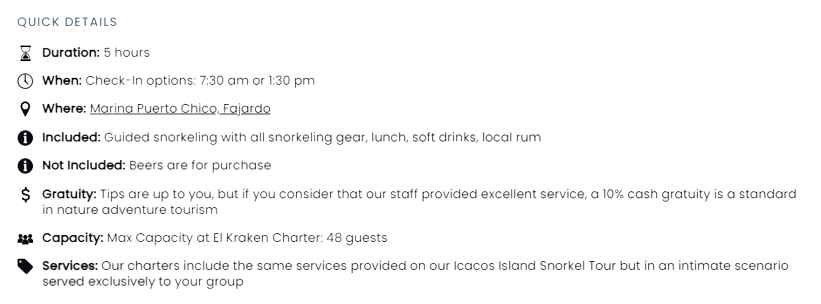 QUICK DETAILS
Duration: 5 hours
When: Check-In options: 7:30 am or 1:30 pm
Where: Marina Puerto Chico, Fajardo
Included: Guided snorkeling with all snorkeling gear, lunch, soft drinks, local rum
Not Included: Beers are for purchase
Gratuity: Tips are up to you, but if you consider that our staff provided excellent service, a 10% cash gratuity is a standard
in nature adventure tourism
Capacity: Max Capacity at El Kraken Charter: 48 guests
Services: Our charters include the same services provided on our Icacos Island Snorkel Tour but in an intimate scenario
served exclusively to your group